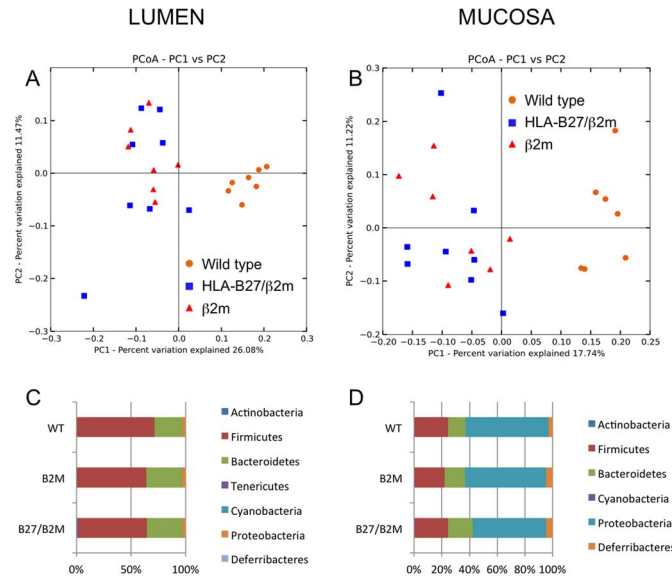 LUMEN
MUCOSA
A
PCoA - PC1 vs PC2
PC2 - Percent variation explained 11.47%
0.1
0.0
−0.1
−0.2
−0.3
−0.3
−0.2
−0.1
0.0
0.1
0.2
0.3
PC1 - Percent variation explained 26.08%
Wild type
HLA-B27/β2m
β2m
B
PCoA - PC1 vs PC2
PC2 - Percent variation explained 11.22%
0.3
0.2
0.1
0.0
−0.1
−0.2
−0.20
−0.15
−0.10
−0.05
0.00
0.05
0.10
0.15
0.20
0.25
PC1 - Percent variation explained 17.74%
Wild type
HLA-B27/β2m
β2m
C
WT
B2M
B27/B2M
0%
50%
100%
Actinobacteria
Firmicutes
Bacteroidetes
Tenericutes
Cyanobacteria
Proteobacteria
Deferribacteres
D
WT
B2M
B27/B2M
0%
20%
40%
60%
80%
100%
Actinobacteria
Firmicutes
Bacteroidetes
Cyanobacteria
Proteobacteria
Deferribacteres